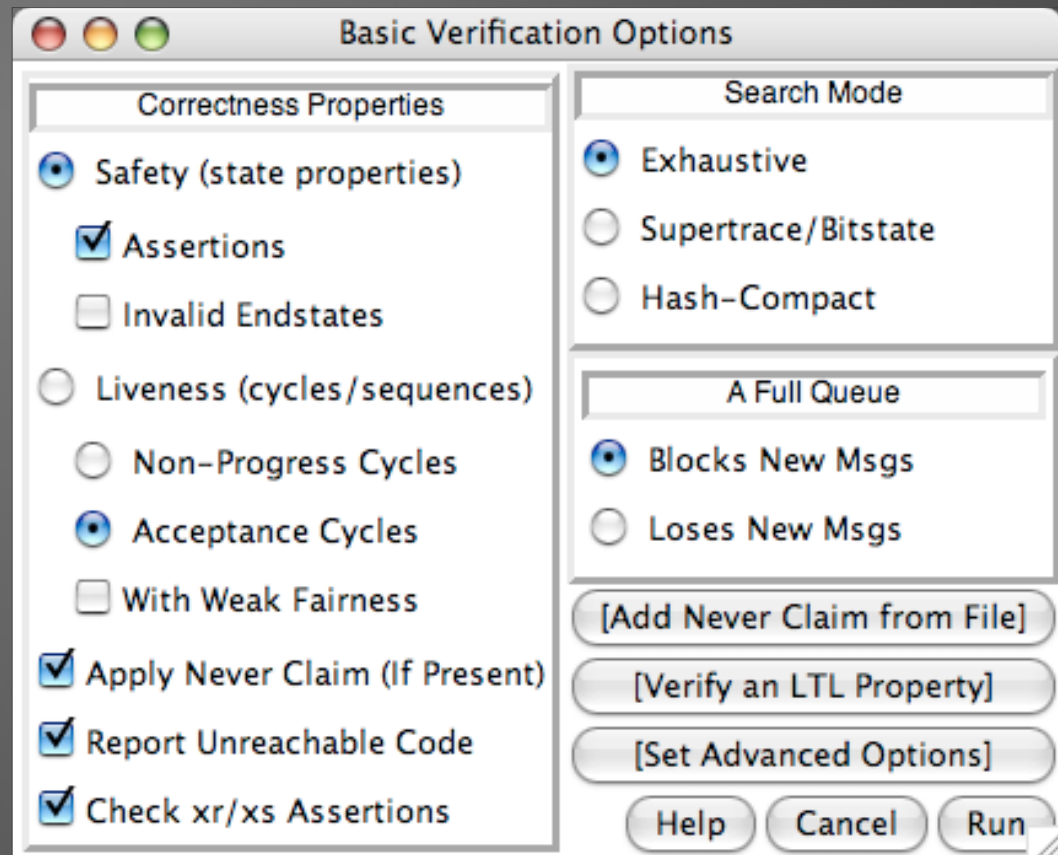 Basic Verification Options
Correctness Properties
Safety (state properties)
Assertions
Invalid Endstates
Liveness (cycles/sequences)
Non-Progress Cycles
Acceptance Cycles
With Weak Fairness
Apply Never Claim (If Present)
Report Unreachable Code
Check xr/xs Assertions
Search Mode
Exhaustive
Supertrace/Bitstate
Hash-Compact
A Full Queue
Blocks New Msgs
Loses New Msgs
[Add Never Claim from File]
[Verify an LTL Property]
[Set Advanced Options]
Help Cancel Run